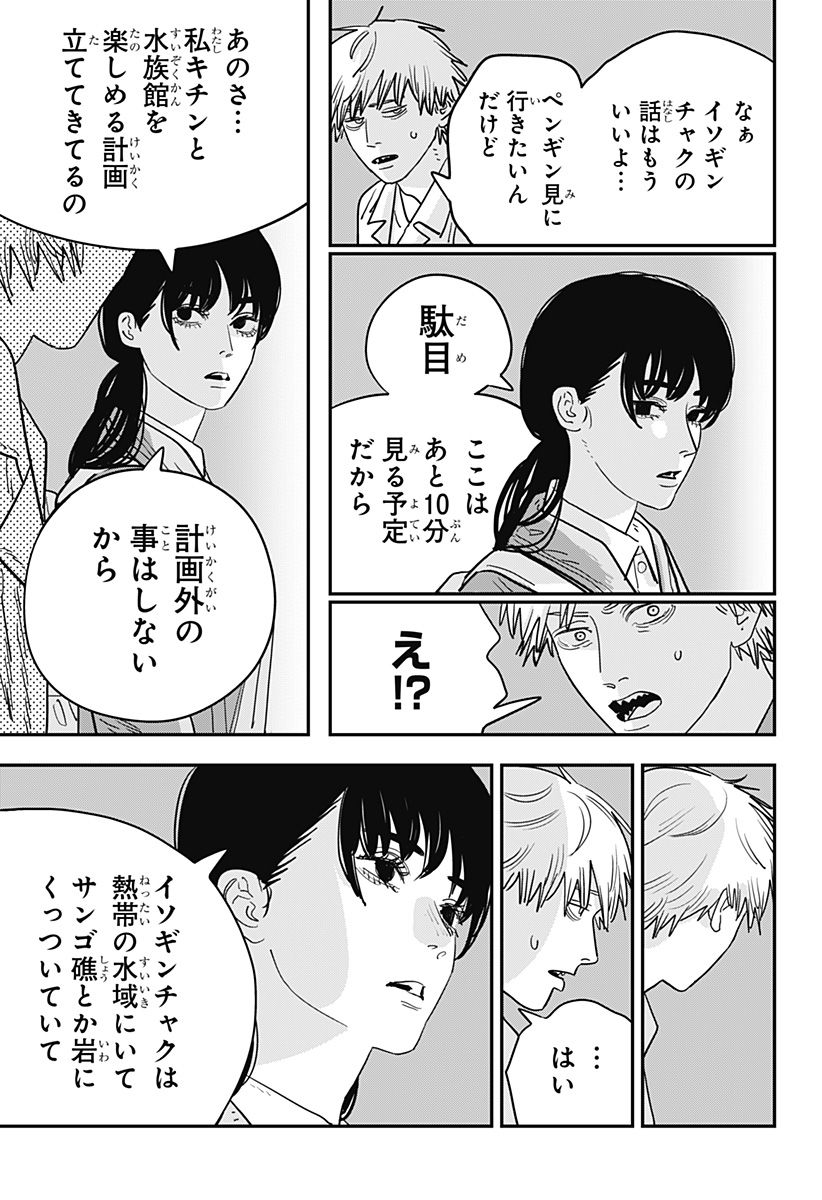 なぁ
イソギン
チャクの
話はもう
いいよ…
ペンギン見に
行きたいん
だけど
駄目
ここは
あと10分
見る予定
だから
え!?
あのさ…
私キチンと
水族館を
楽しめる計画
立ててきてるの
計画外の
事はしない
から
…
はい
イソギンチャクは
熱帯の水域にいて
サンゴ礁とか岩に
くっついていて